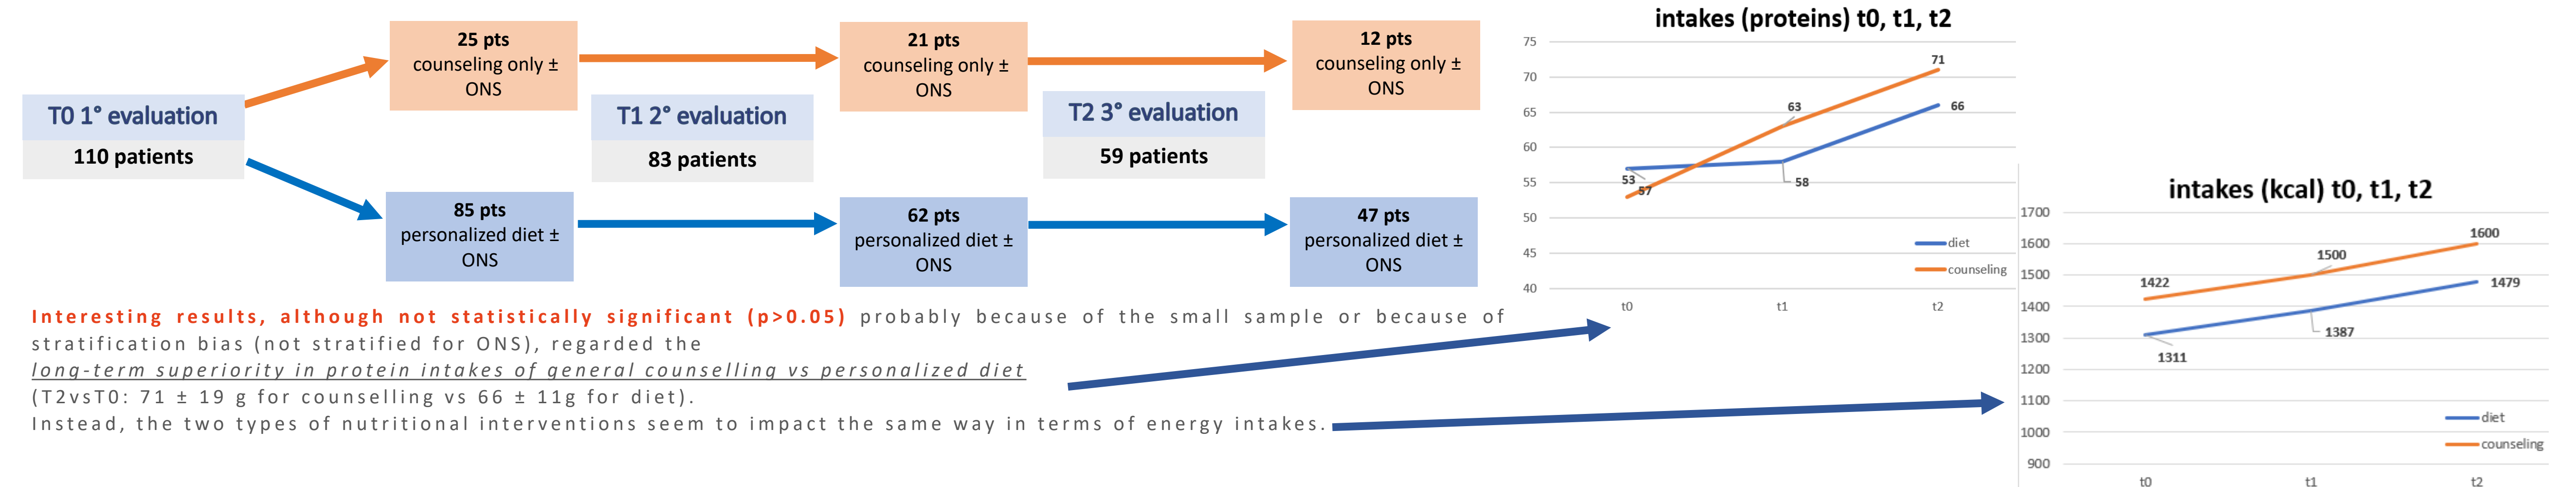 T0 1° evaluation
110 patients
25 pts
counseling only ±
ONS
85 pts
personalized diet ±
ONS
T1 2° evaluation
83 patients
21 pts
counseling only ±
ONS
62 pts
personalized diet ±
ONS
T2 3° evaluation
59 patients
12 pts
counseling only ±
ONS
47 pts
personalized diet ±
ONS
Interesting results, although not statistically significant (p>0.05) probably because of the small sample or because of
stratification bias (not stratified for ONS), regarded the
long-term superiority in protein intakes of general counselling vs personalized diet
(T2vsT0: 71 ± 19 g for counselling vs 66 ± 11g for diet).
Instead, the two types of nutritional interventions seem to impact the same way in terms of energy intakes.
intakes (proteins) t0, t1, t2
75
70
65
60
55
50
45
40
71
66
63
58
53
57
diet
counseling
t0
t1
t2
intakes (kcal) t0, t1, t2
1700
1600
1500
1400
1300
1200
1100
1000
900
1600
1500
1422
1479
1387
1311
diet
counseling
t0
t1
t2